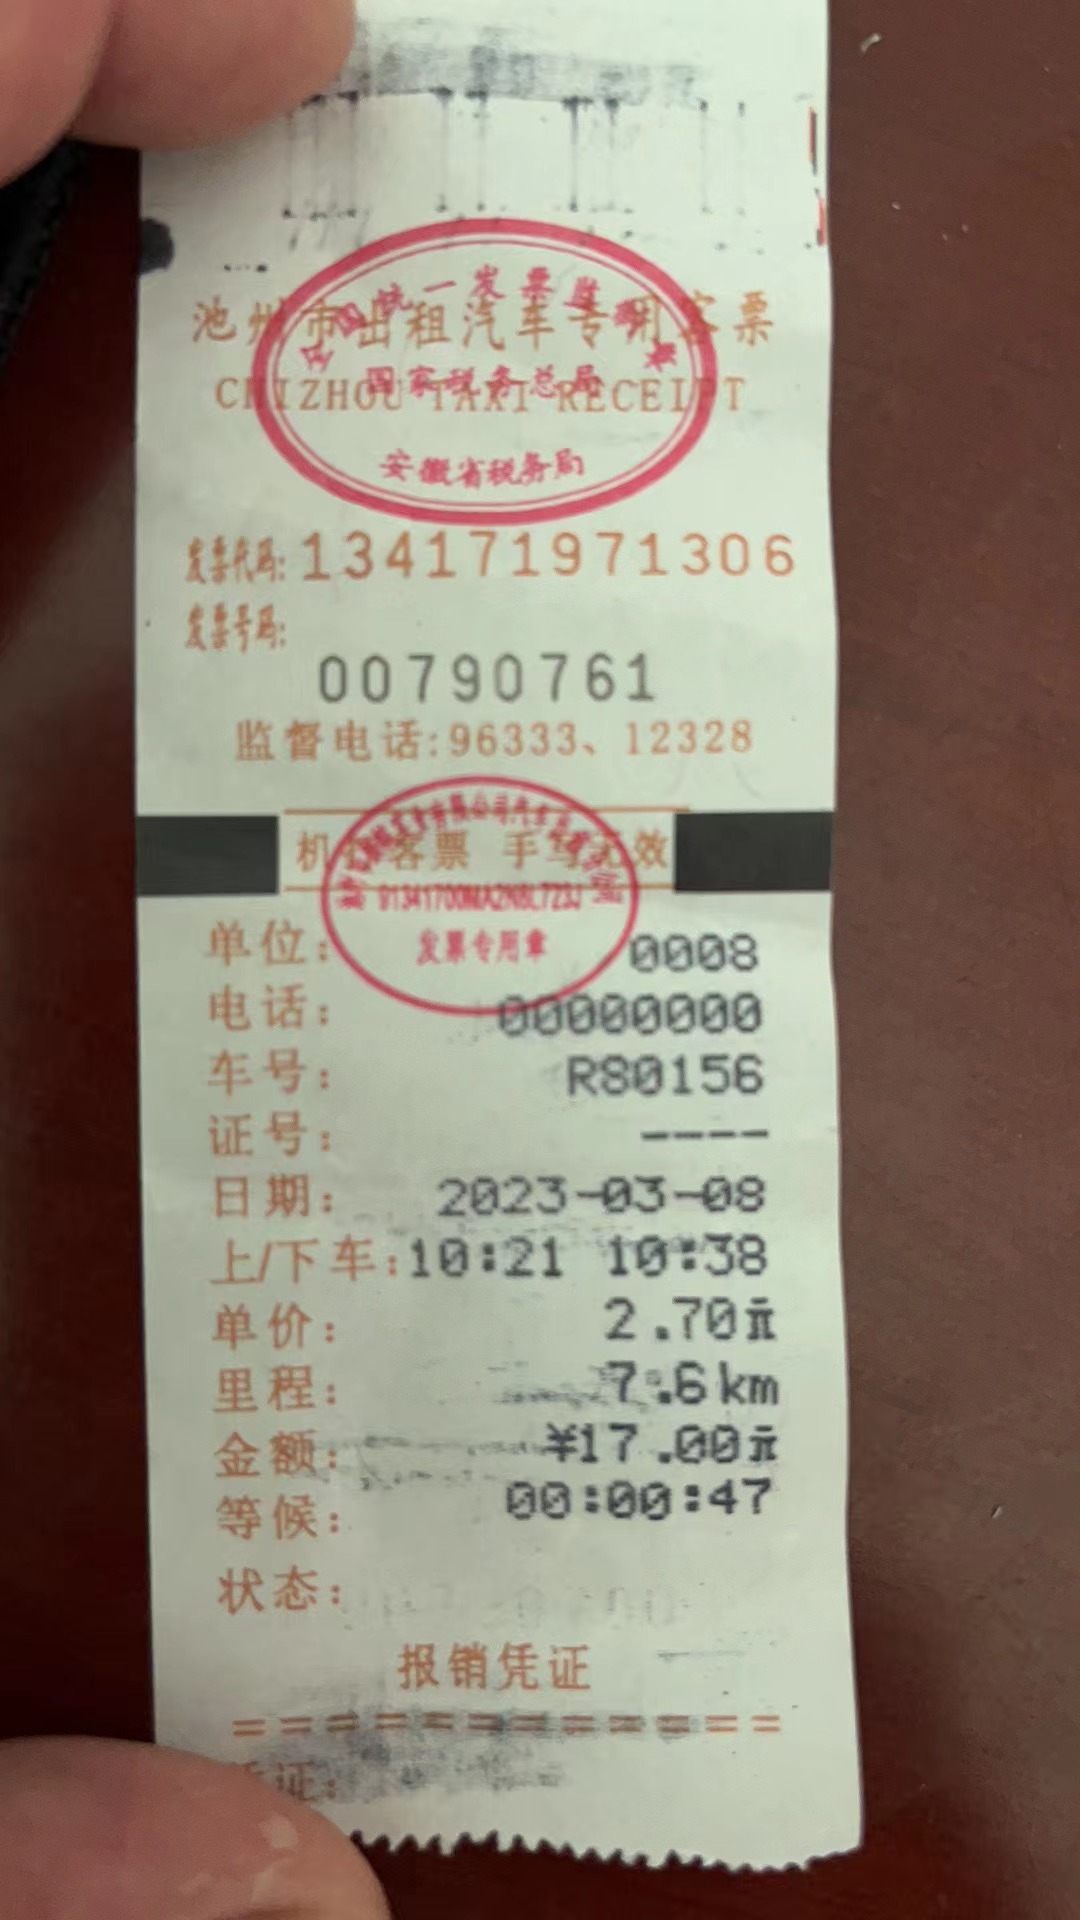 池州市出租汽车专用客票
全国统一发票监制章
国家税务总局
CHIZHOU TAXI RECEIPT
安徽省税务局
发票代码: 134171971306
发票号码:
00790761
监督电话:96333、12328
机打客票 手写无效
发票专用章
单位: 0008
电话: 00000000
车号: R80156
证号: ----
日期: 2023-03-08
上/下车:10:21 10:38
单价: 2.70元
里程: 7.6km
金额: ¥17.00元
等候: 00:00:47
状态:
报销凭证
============
证: